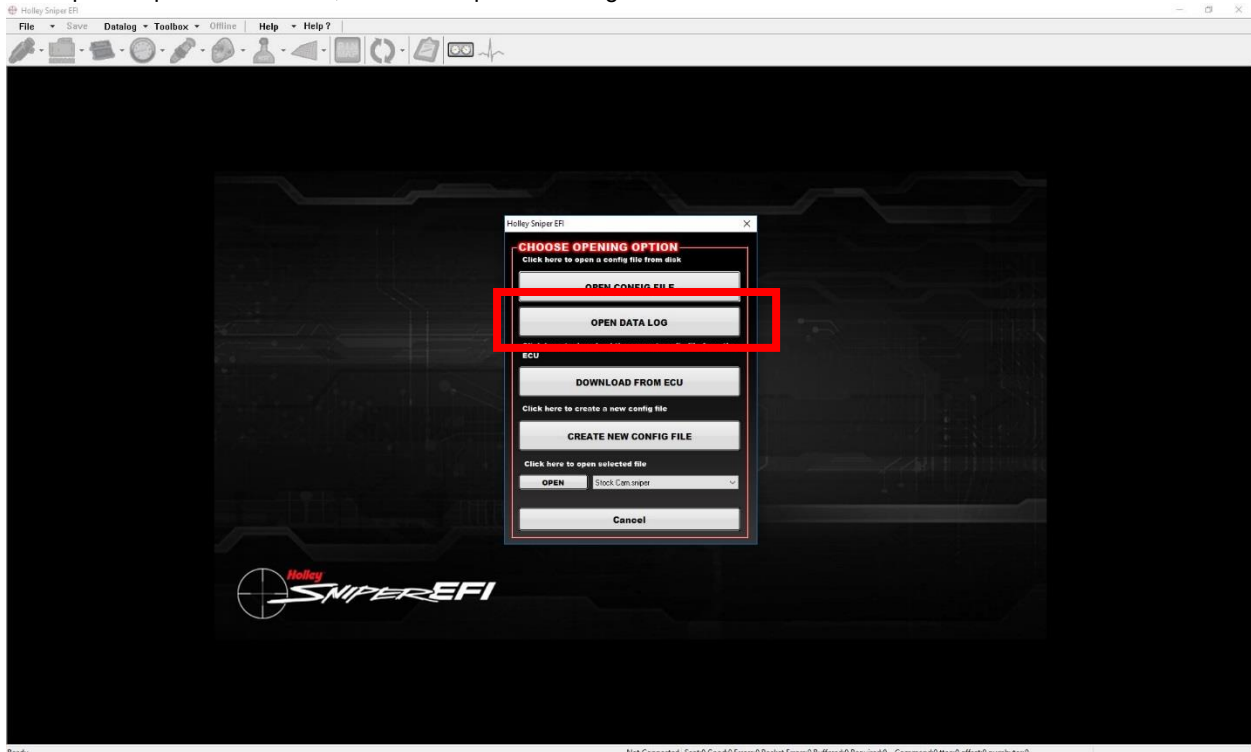 Holley Sniper EFI
File Save Datalog Toolbox Offline Help Help ?
Holley Sniper EFI
CHOOSE OPENING OPTION
Click here to open a config file from disk
OPEN CONFIG FILE
OPEN DATA LOG
ECU
DOWNLOAD FROM ECU
Click here to create a new config file
CREATE NEW CONFIG FILE
Click here to open selected file
OPEN Stock Cam.sniper
Cancel
Holley
SNIPER EFI